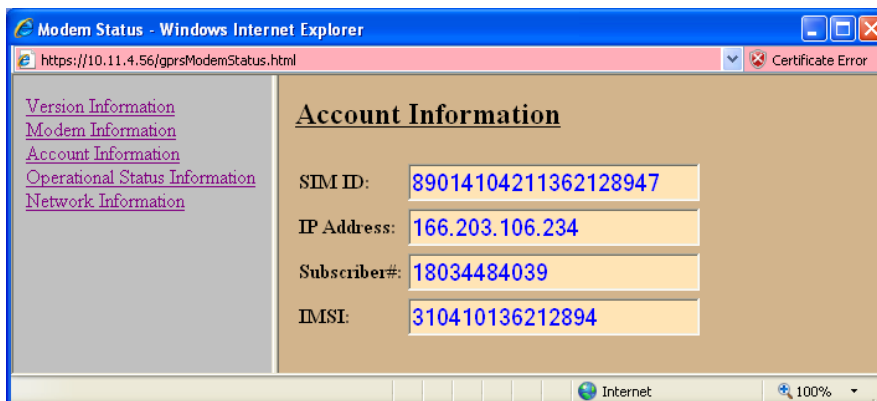 Modem Status - Windows Internet Explorer
https://10.11.4.56/gprsModemStatus.html Certificate Error
Version Information
Modem Information
Account Information
Operational Status Information
Network Information
Account Information
SIM ID: 89014104211362128947
IP Address: 166.203.106.234
Subscriber#: 18034484039
IMSI: 310410136212894
Internet 100%